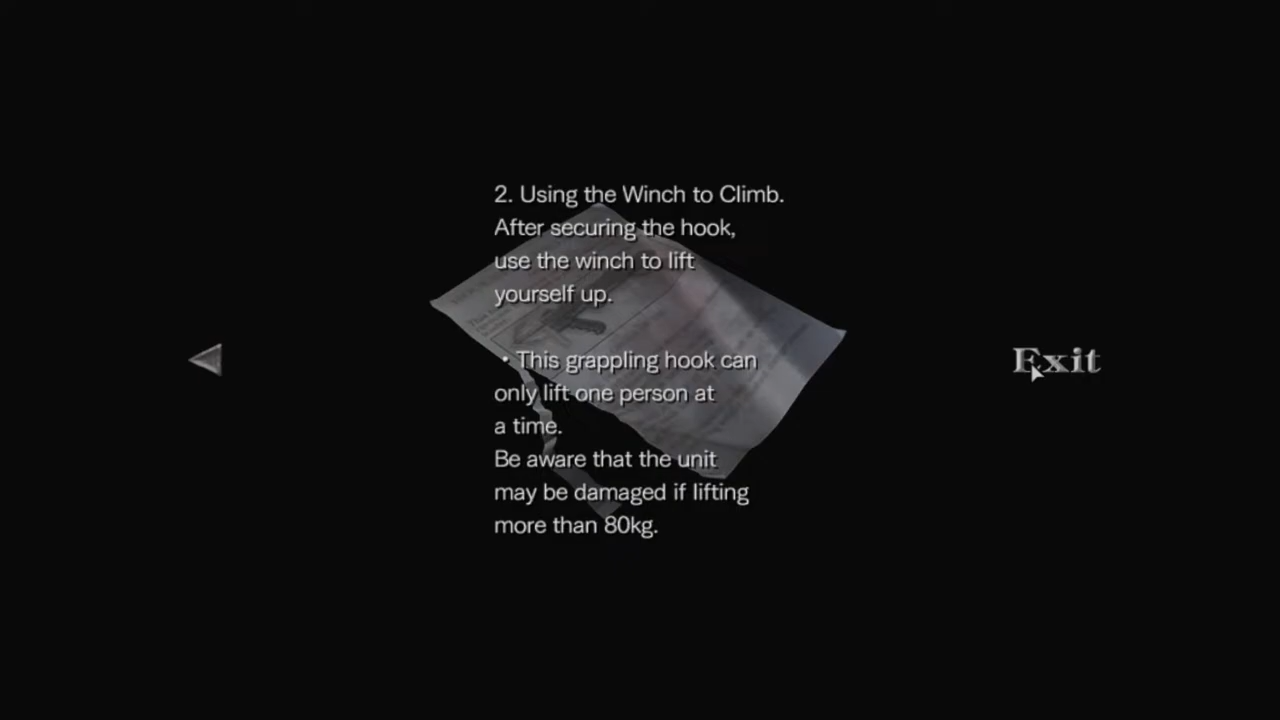 2. Using the Winch to Climb.
After securing the hook,
use the winch to lift
yourself up.
・This grappling hook can
only lift one person at
a time.
Be aware that the unit
may be damaged if lifting
more than 80kg.
Exit